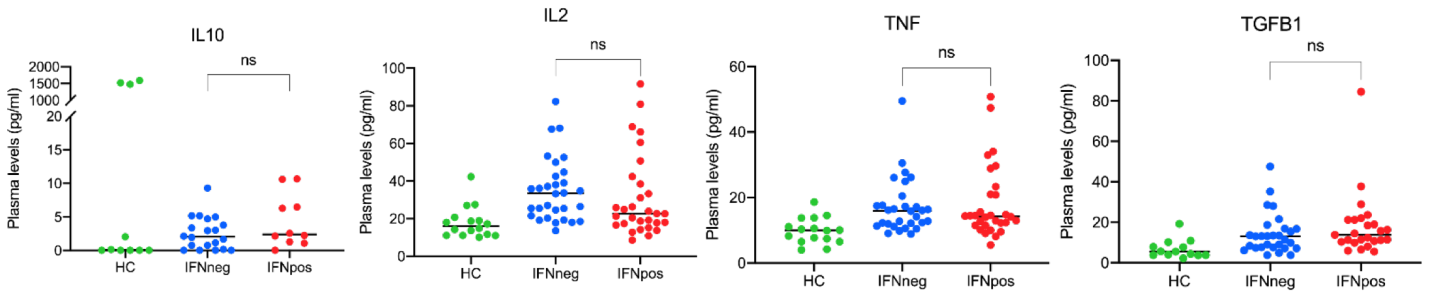 IL10
ns
Plasma levels (pg/ml)
2000
1500
1000
20
15
10
5
0
HC
IFNneg
IFNpos
IL2
ns
Plasma levels (pg/ml)
100
80
60
40
20
0
HC
IFNneg
IFNpos
TNF
ns
Plasma levels (pg/ml)
60
40
20
0
HC
IFNneg
IFNpos
TGFB1
ns
Plasma levels (pg/ml)
100
80
60
40
20
0
HC
IFNneg
IFNpos